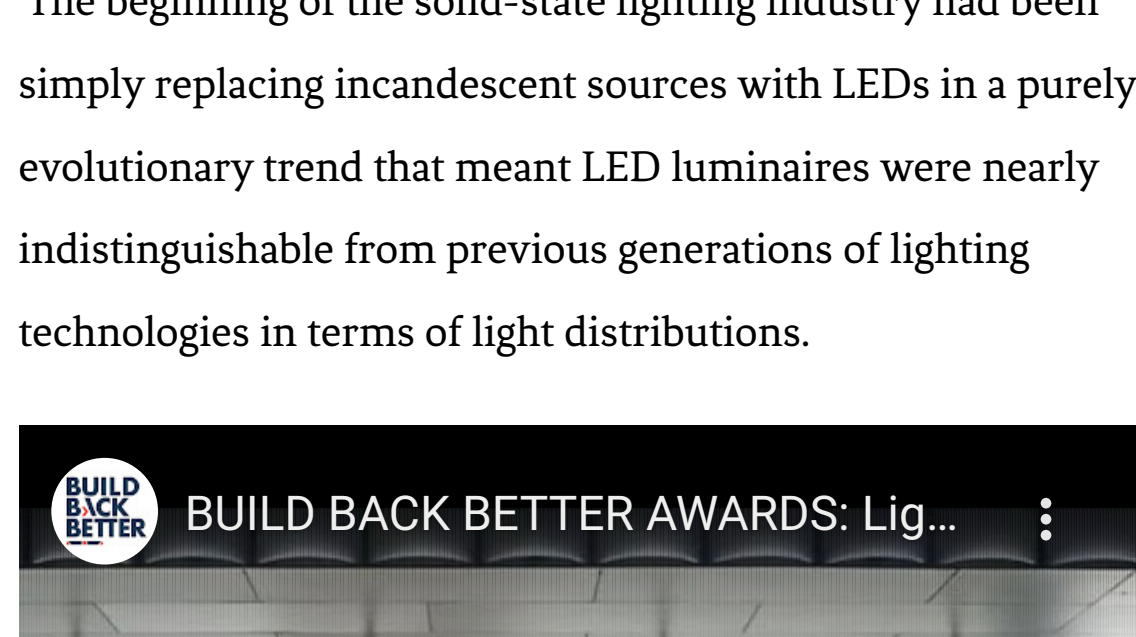 The beginning of the solid-state lighting industry had been
simply replacing incandescent sources with LEDs in a purely
evolutionary trend that meant LED luminaires were nearly
indistinguishable from previous generations of lighting
technologies in terms of light distributions.
BUILD
BACK
BETTER
BUILD BACK BETTER AWARDS: Lig...